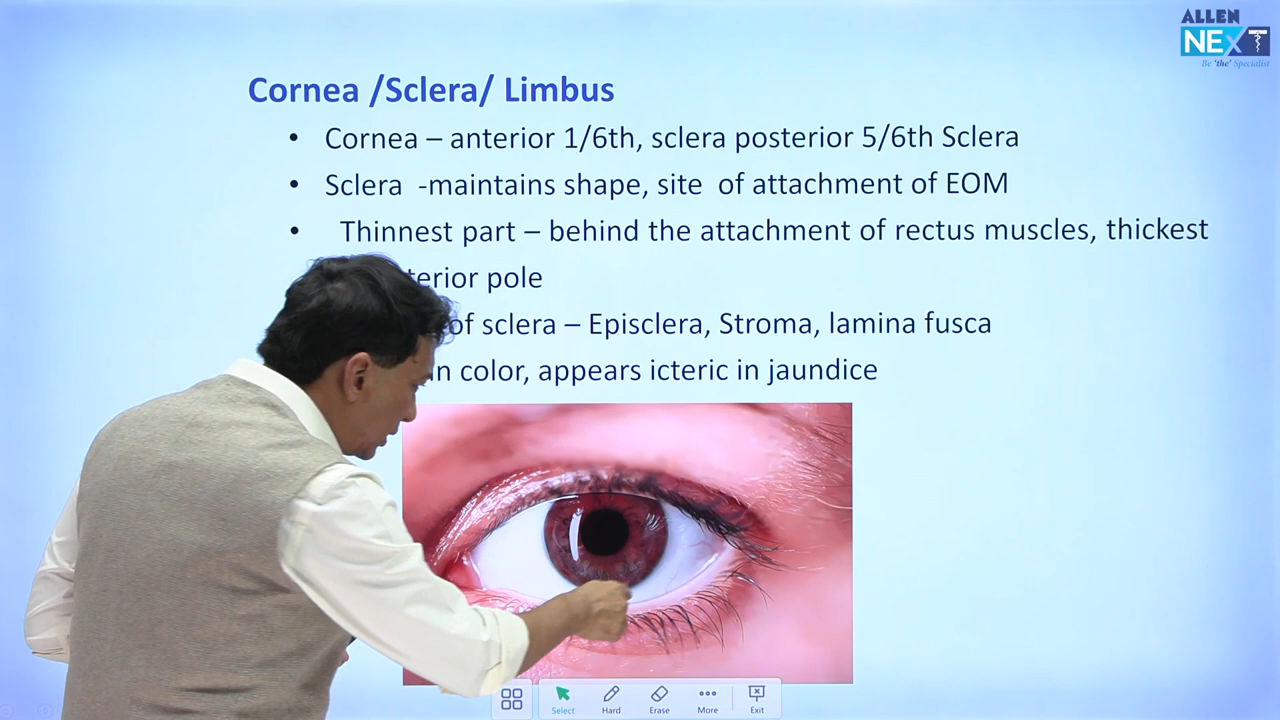 ALLEN
NExT
Be 'the' Specialist
Cornea /Sclera/ Limbus
• Cornea – anterior 1/6th, sclera posterior 5/6th Sclera
• Sclera -maintains shape, site of attachment of EOM
• Thinnest part – behind the attachment of rectus muscles, thickest
pole
of sclera – Episclera, Stroma, lamina fusca
color, appears icteric in jaundice
Select
Hard
Erase
More
Exit